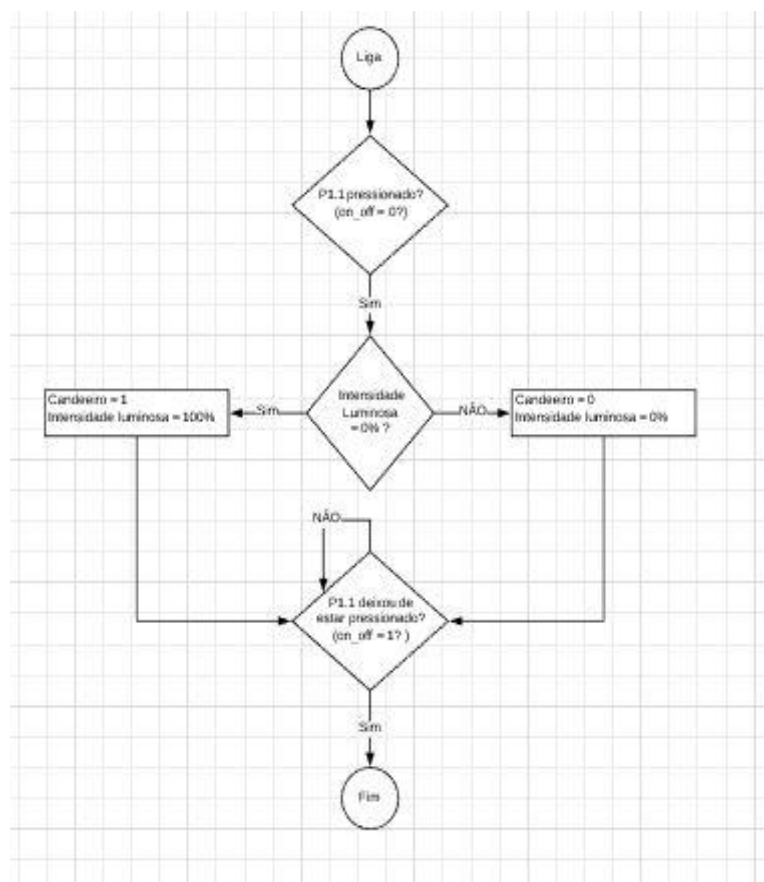 Liga
P1.1 pressionado?
(on_off = 0?)
Sim
Intensidade
Luminosa
=0% ?
Sim
NÃO
Candeeiro = 1
Intensidade luminosa = 100%
Candeeiro = 0
Intensidade luminosa = 0%
NÃO
P1.1 deixou de
estar pressionado?
(on_off = 1? )
Sim
Fim